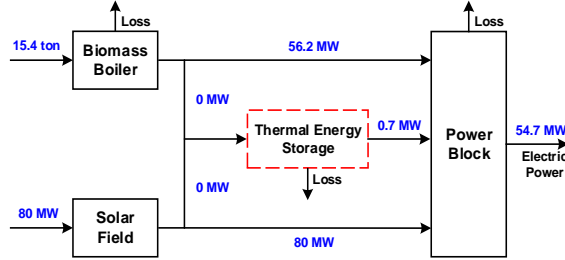 Loss
Loss
15.4 ton
Biomass
Boiler
56.2 MW
0 MW
Thermal Energy
Storage
0.7 MW
Power
Block
54.7 MW
Electric
Power
Loss
0 MW
80 MW
Solar
Field
80 MW